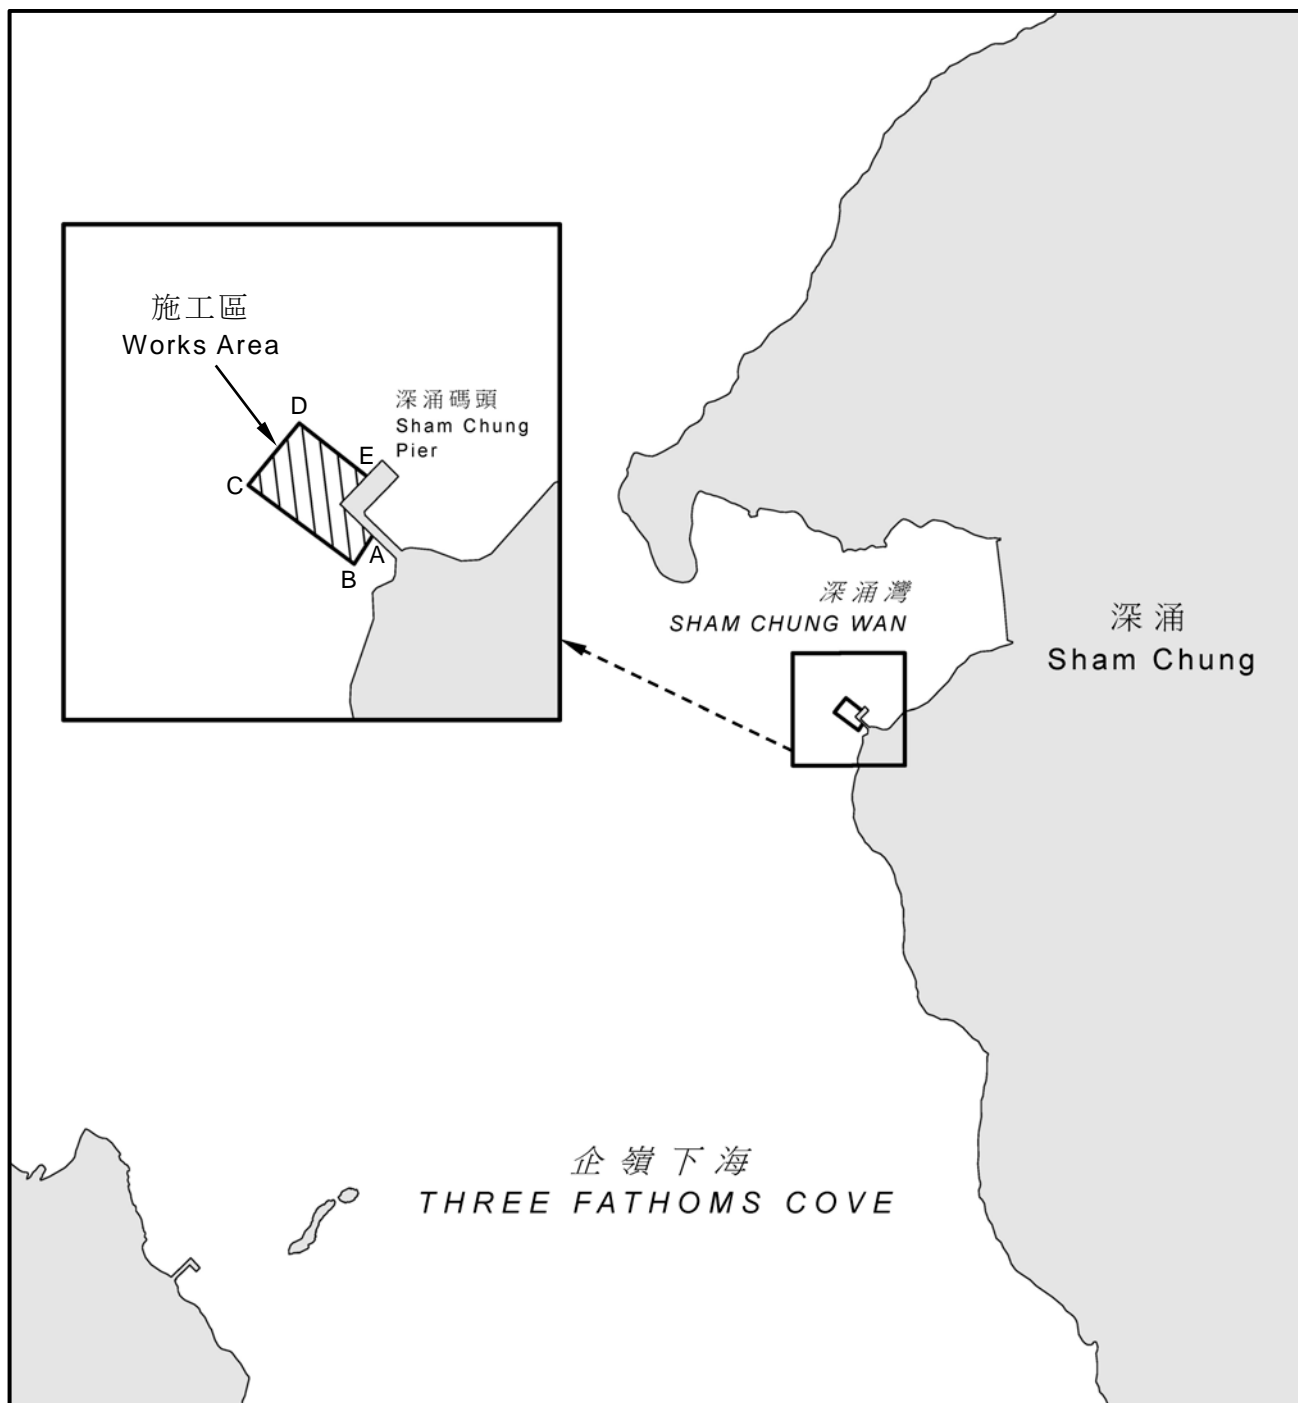 施工區
Works Area
D
深涌碼頭
Sham Chung
Pier
E
C
A
B
深涌灣
SHAM CHUNG WAN
深涌
Sham Chung
企嶺下海
THREE FATHOMS COVE